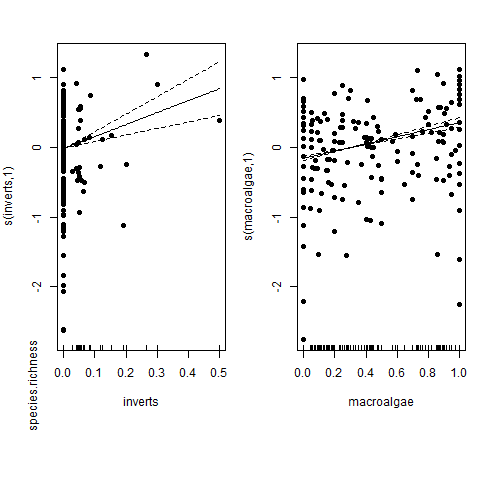 s(inverts,1)
1
0
-1
-2
0.0 0.1 0.2 0.3 0.4 0.5
inverts
species.richness
s(macroalgae,1)
1
0
-1
-2
0.0 0.2 0.4 0.6 0.8 1.0
macroalgae